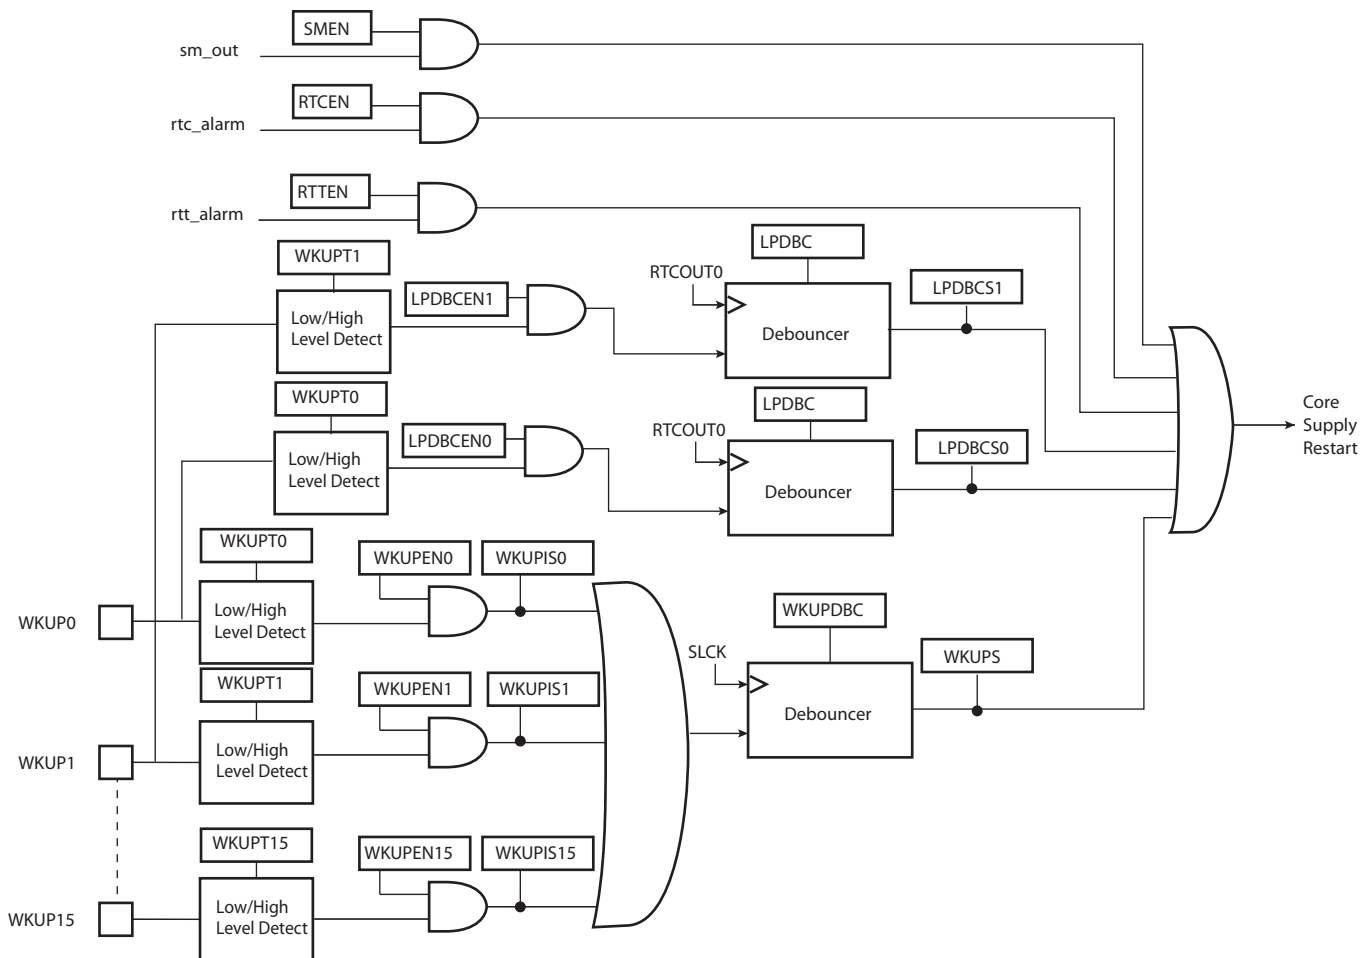 SMEN
sm_out
RTCEN
rtc_alarm
RTTEN
rtt_alarm
WKUPT1
LPDBC
RTCOUT0
LPDBCEN1
LPDBCS1
Low/High
Level Detect
Debouncer
WKUPT0
LPDBC
RTCOUT0
LPDBCEN0
LPDBCS0
Low/High
Level Detect
Debouncer
Core
Supply
Restart
WKUPT0
WKUPEN0
WKUPIS0
WKUP0
Low/High
Level Detect
WKUPDBC
SLCK
WKUPS
Debouncer
WKUPT1
WKUPEN1
WKUPIS1
WKUP1
Low/High
Level Detect
WKUPT15
WKUPEN15
WKUPIS15
WKUP15
Low/High
Level Detect